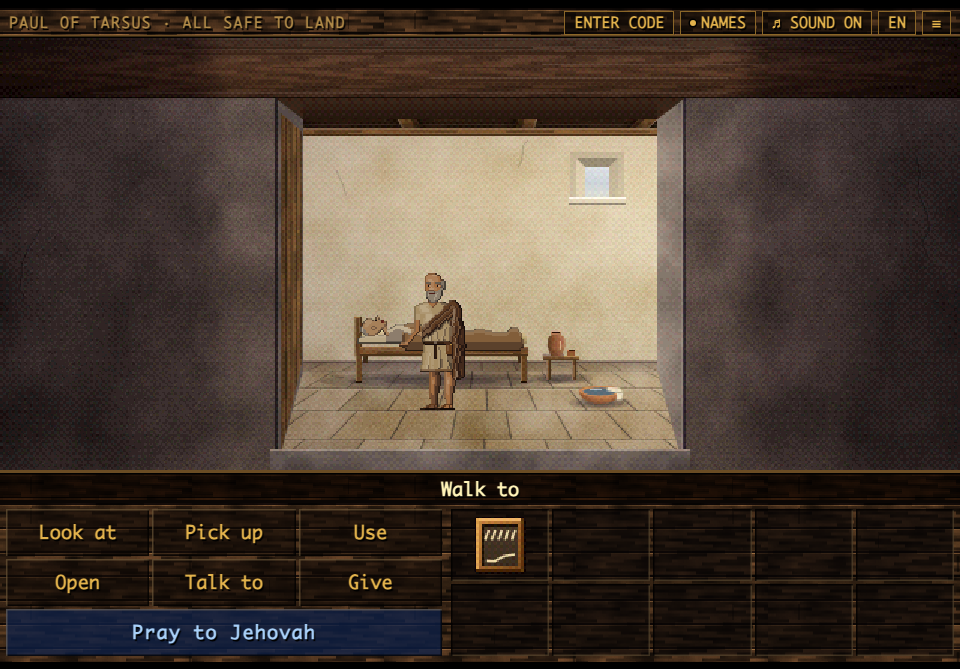 PAUL OF TARSUS · ALL SAFE TO LAND
ENTER CODE
• NAMES
♬ SOUND ON
EN
≡
Walk to
Look at
Pick up
Use
Open
Talk to
Give
Pray to Jehovah